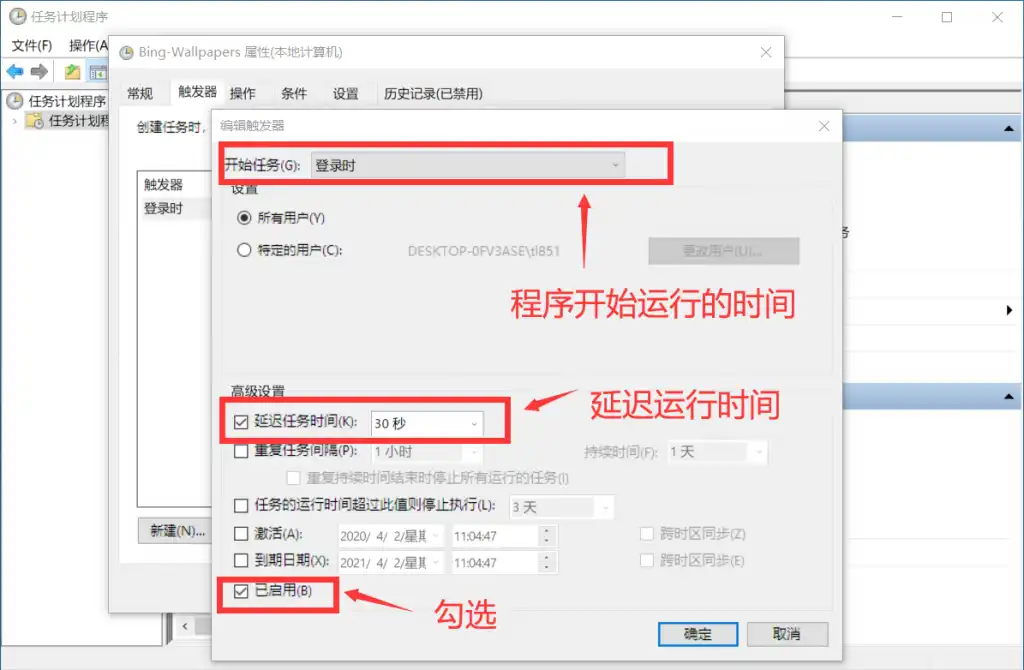 任务计划程序
文件(F) 操作(A
Bing-Wallpapers 属性(本地计算机)
常规 触发器 操作 条件 设置 历史记录(已禁用)
任务计划程序
任务计划程
创建任务时，
编辑触发器
开始任务(G): 登录时
触发器
登录时
设置
所有用户(Y)
特定的用户(C): DESKTOP-0FV3ASE\tl851 更改用户(U)...
务
程序开始运行的时间
高级设置
延迟任务时间(K): 30 秒
延迟运行时间
重复任务间隔(P): 1 小时 持续时间(F): 1 天
重复持续时间结束时停止所有运行的任务(I)
任务的运行时间超过此值则停止执行(L): 3 天
新建(N)...
激活(A): 2020/ 4/ 2/星期 11:04:47 跨时区同步(Z)
到期日期(X): 2021/ 4/ 2/星期 11:04:47 跨时区同步(E)
已启用(B)
勾选
确定 取消